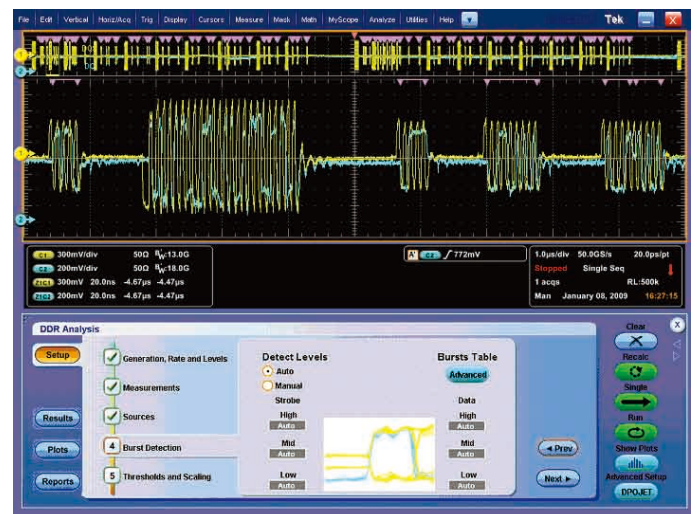 File Edit Vertical Horiz/Acq Trig Display Cursors Measure Mask Math MyScope Analyze Utilities Help Tek X
1
2
1
2
C1 300mV/div 50Ω BW:13.0G
C2 200mV/div 50Ω BW:18.0G
Z1C1 300mV 20.0ns -4.67µs -4.47µs
Z1C2 200mV 20.0ns -4.67µs -4.47µs
A' C2 772mV
1.0µs/div 50.0GS/s 20.0ps/pt
Stopped Single Seq
1 acqs RL:500k
Man January 08, 2009 16:27:15
DDR Analysis
Setup
Results
Plots
Reports
Generation, Rate and Levels
Measurements
Sources
4 Burst Detection
5 Thresholds and Scaling
Detect Levels
Auto
Manual
Strobe
High
Auto
Mid
Auto
Low
Auto
Bursts Table
Advanced
Data
High
Auto
Mid
Auto
Low
Auto
◄ Prev
Next ►
Clear
X
Recalc
Single
Run
Show Plots
Advanced Setup
DPOJET
X